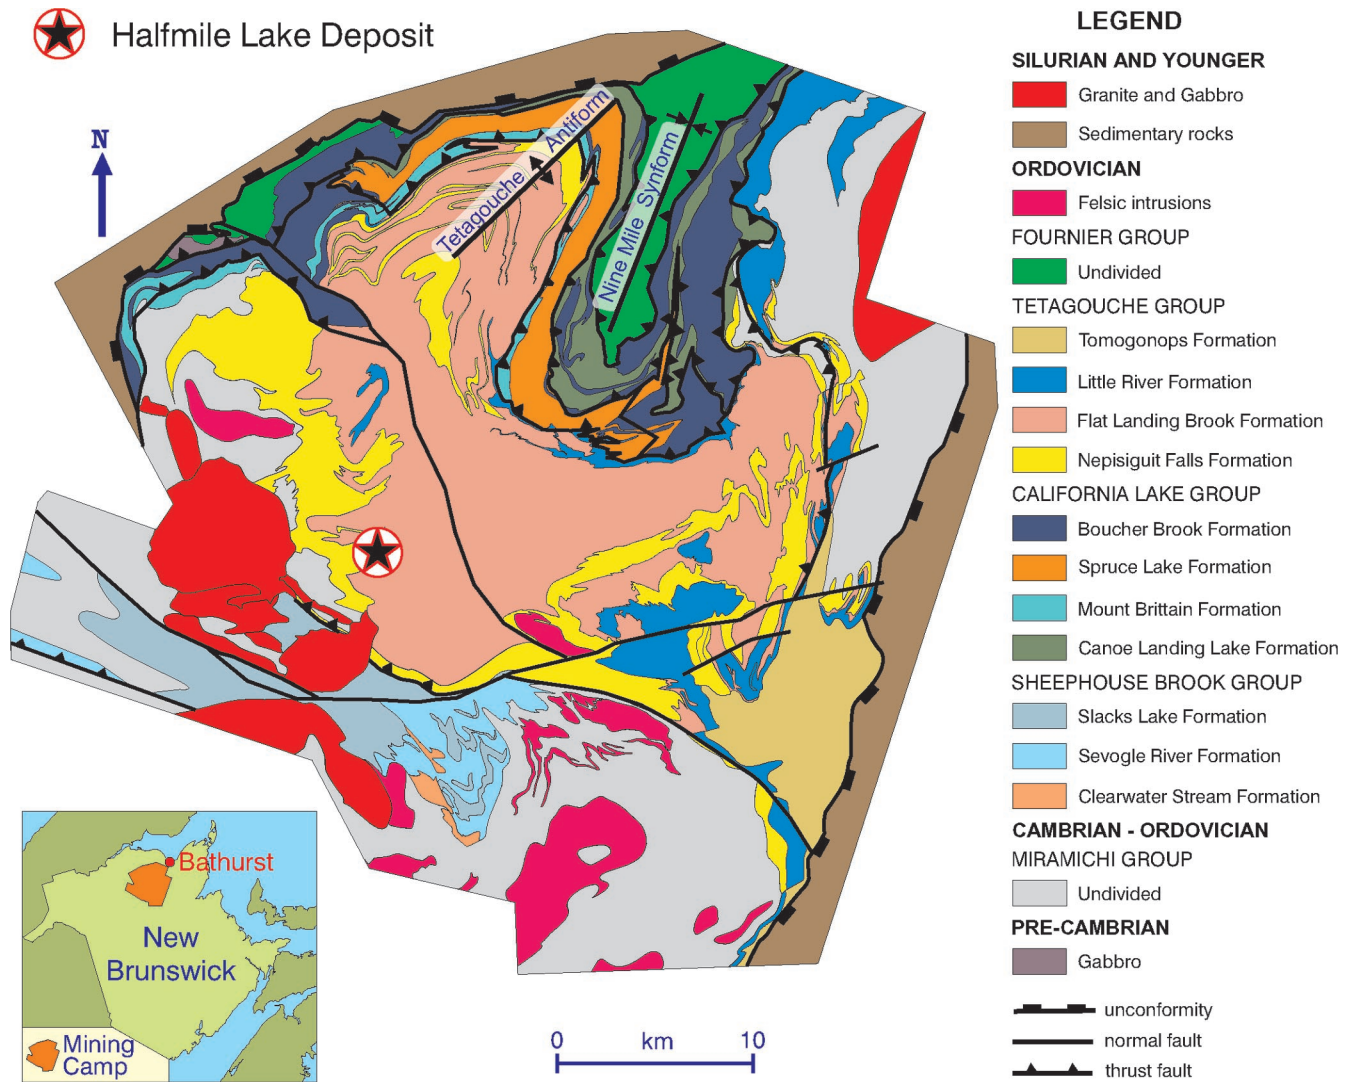 Halfmile Lake Deposit
N
Tetagouche Antiform
Nine Mile Synform
LEGEND
SILURIAN AND YOUNGER
Granite and Gabbro
Sedimentary rocks
ORDOVICIAN
Felsic intrusions
FOURNIER GROUP
Undivided
TETAGOUCHE GROUP
Tomogonops Formation
Little River Formation
Flat Landing Brook Formation
Nepisiguit Falls Formation
CALIFORNIA LAKE GROUP
Boucher Brook Formation
Spruce Lake Formation
Mount Brittain Formation
Canoe Landing Lake Formation
SHEEPHOUSE BROOK GROUP
Slacks Lake Formation
Sevogle River Formation
Clearwater Stream Formation
CAMBRIAN - ORDOVICIAN
MIRAMICHI GROUP
Undivided
PRE-CAMBRIAN
Gabbro
unconformity
normal fault
thrust fault
Bathurst
New
Brunswick
Mining
Camp
0 km 10